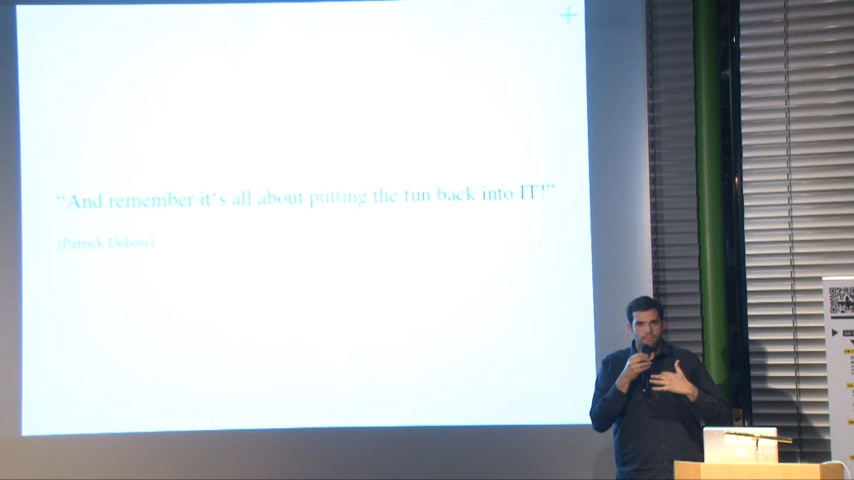 “And remember it's all about putting the fun back into IT!”
(Patrick Debois)